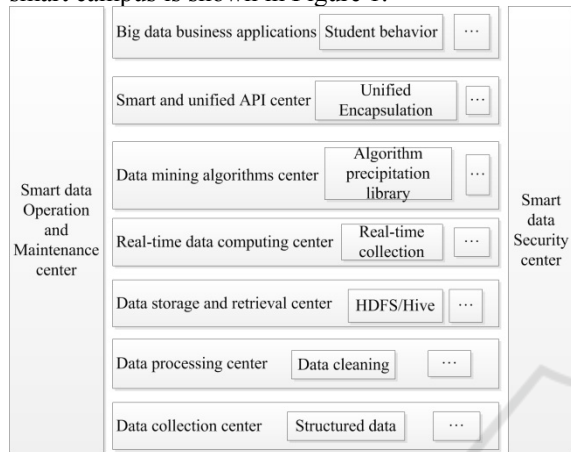 smart campus is shown in Figure 1.
Big data business applications Student behavior ...
Smart and unified API center Unified Encapsulation ...
Data mining algorithms center Algorithm precipitation library ...
Real-time data computing center Real-time collection ...
Data storage and retrieval center HDFS/Hive ...
Data processing center Data cleaning ...
Data collection center Structured data ...
Smart data
Operation
and
Maintenance
center
Smart
data
Security
center